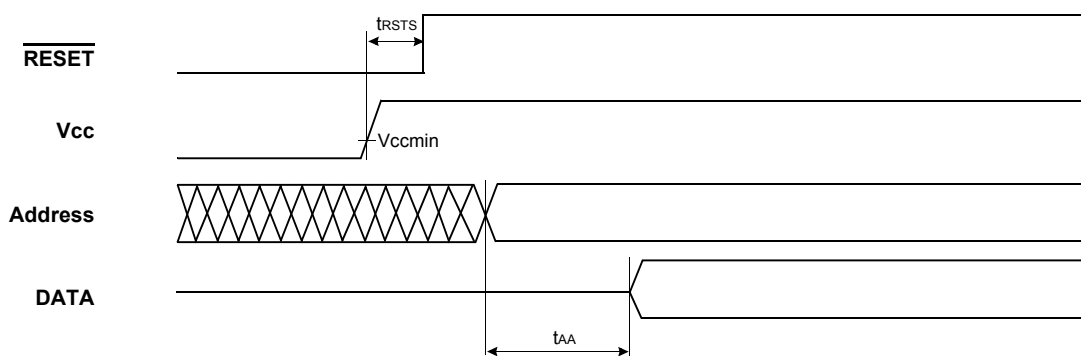 tRSTS
RESET
Vcc
Vccmin
Address
DATA
tAA